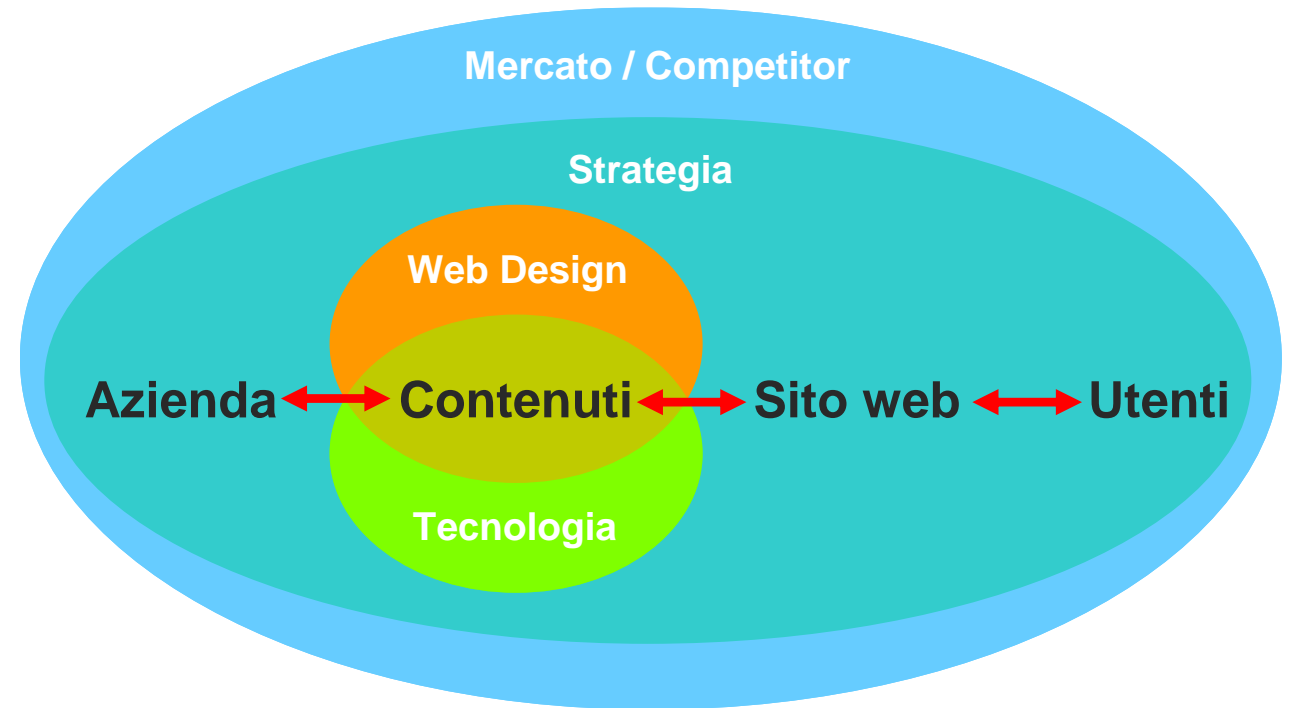 Mercato / Competitor
Strategia
Web Design
Azienda Contenuti Sito web Utenti
Tecnologia